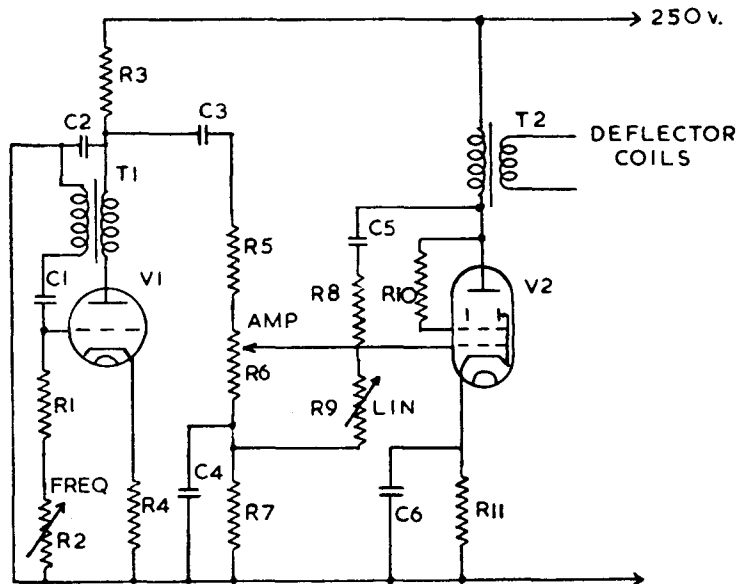 250 v.
R3
C2
C3
T1
T2
DEFLECTOR
COILS
C1
V1
R5
C5
R8
R10
V2
AMP
R6
R1
R9
LIN
FREQ
R2
R4
C4
R7
C6
R11